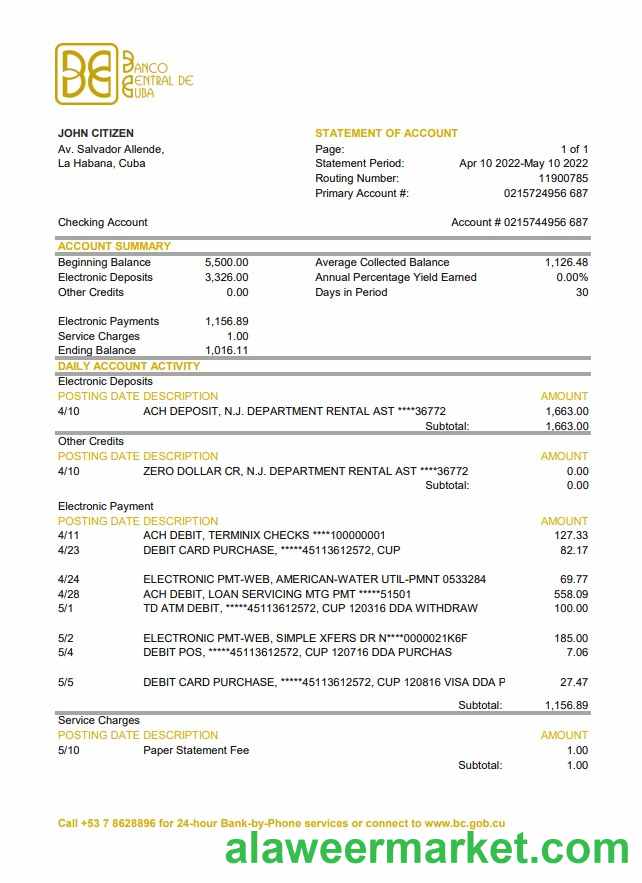 BANCO
CENTRAL DE
CUBA
JOHN CITIZEN
Av. Salvador Allende,
La Habana, Cuba
STATEMENT OF ACCOUNT
Page: 1 of 1
Statement Period: Apr 10 2022-May 10 2022
Routing Number: 11900785
Primary Account #: 0215724956 687
Checking Account Account # 0215744956 687
ACCOUNT SUMMARY
Beginning Balance 5,500.00 Average Collected Balance 1,126.48
Electronic Deposits 3,326.00 Annual Percentage Yield Earned 0.00%
Other Credits 0.00 Days in Period 30
Electronic Payments 1,156.89
Service Charges 1.00
Ending Balance 1,016.11
DAILY ACCOUNT ACTIVITY
Electronic Deposits
POSTING DATE DESCRIPTION AMOUNT
4/10 ACH DEPOSIT, N.J. DEPARTMENT RENTAL AST ****36772 1,663.00
Subtotal: 1,663.00
Other Credits
POSTING DATE DESCRIPTION AMOUNT
4/10 ZERO DOLLAR CR, N.J. DEPARTMENT RENTAL AST ****36772 0.00
Subtotal: 0.00
Electronic Payment
POSTING DATE DESCRIPTION AMOUNT
4/11 ACH DEBIT, TERMINIX CHECKS ****100000001 127.33
4/23 DEBIT CARD PURCHASE, *****45113612572, CUP 82.17
4/24 ELECTRONIC PMT-WEB, AMERICAN-WATER UTIL-PMNT 0533284 69.77
4/28 ACH DEBIT, LOAN SERVICING MTG PMT *****51501 558.09
5/1 TD ATM DEBIT, *****45113612572, CUP 120316 DDA WITHDRAW 100.00
5/2 ELECTRONIC PMT-WEB, SIMPLE XFERS DR N****0000021K6F 185.00
5/4 DEBIT POS, *****45113612572, CUP 120716 DDA PURCHAS 7.06
5/5 DEBIT CARD PURCHASE, *****45113612572, CUP 120816 VISA DDA P 27.47
Subtotal: 1,156.89
Service Charges
POSTING DATE DESCRIPTION AMOUNT
5/10 Paper Statement Fee 1.00
Subtotal: 1.00
Call +53 7 8628896 for 24-hour Bank-by-Phone services or connect to www.bc.gob.cu
alaweermarket.com